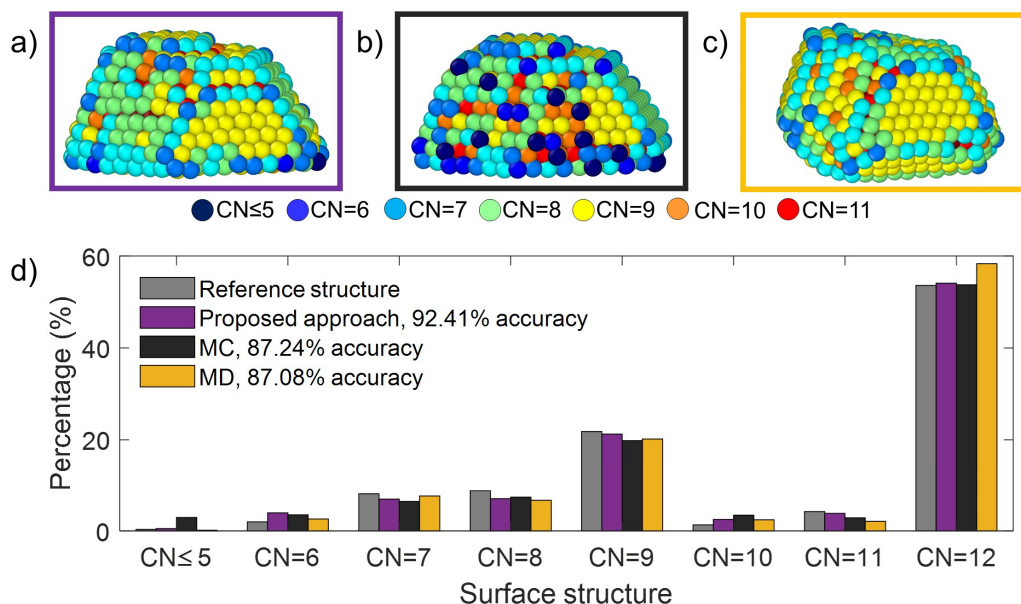 a)
b)
c)
CN≤5 CN=6 CN=7 CN=8 CN=9 CN=10 CN=11
d)
60
40
20
0
Percentage (%)
Reference structure
Proposed approach, 92.41% accuracy
MC, 87.24% accuracy
MD, 87.08% accuracy
CN≤ 5 CN=6 CN=7 CN=8 CN=9 CN=10 CN=11 CN=12
Surface structure